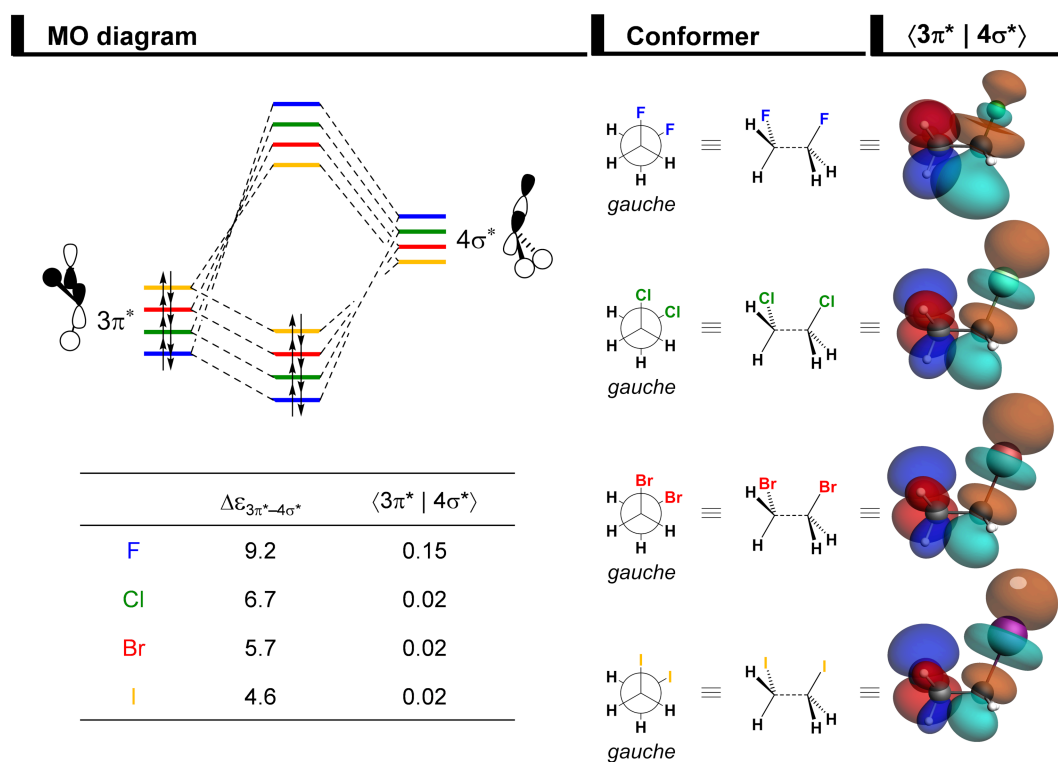 MO diagram
Conformer
⟨3π* | 4σ*⟩
3π*
4σ*
Δε3π*–4σ* ⟨3π* | 4σ*⟩
F 9.2 0.15
Cl 6.7 0.02
Br 5.7 0.02
I 4.6 0.02
F
H F
H H
H
gauche
≡
F F
H
H H
H
≡
Cl
H Cl
H H
H
gauche
≡
Cl Cl
H
H H
H
≡
Br
H Br
H H
H
gauche
≡
Br Br
H
H H
H
≡
I
H I
H H
H
gauche
≡
I I
H
H H
H
≡